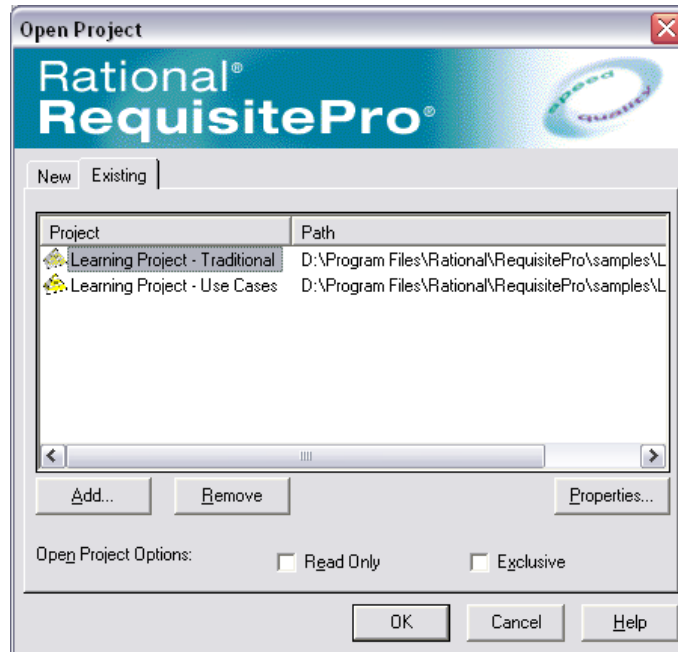 Open Project
Rational®
RequisitePro®
speed
quality
New Existing
Project Path
Learning Project - Traditional D:\Program Files\Rational\RequisitePro\samples\L
Learning Project - Use Cases D:\Program Files\Rational\RequisitePro\samples\L
Add... Remove Properties...
Open Project Options: Read Only Exclusive
OK Cancel Help